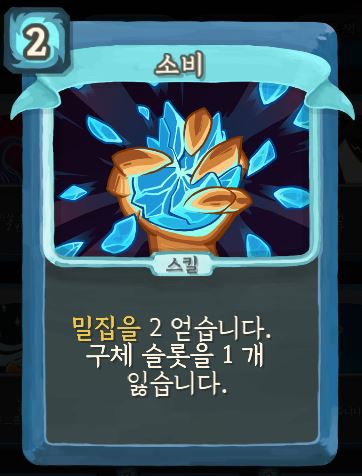 2
소비
스킬
밀집을 2 얻습니다.
구체 슬롯을 1 개
잃습니다.